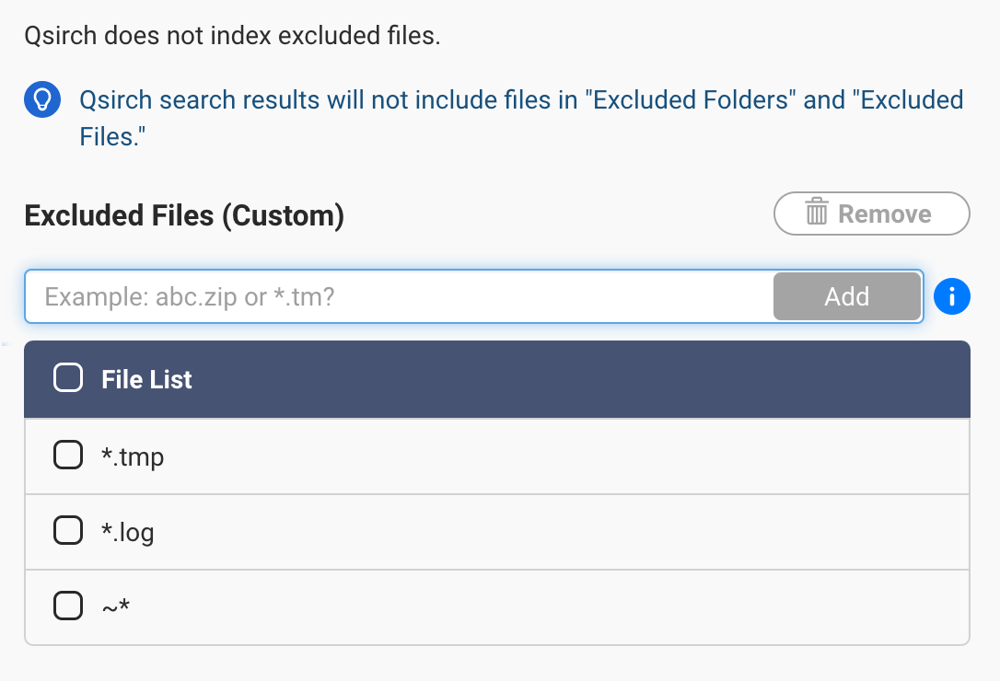 Qsirch does not index excluded files.
Qsirch search results will not include files in "Excluded Folders" and "Excluded
Files."
Excluded Files (Custom)
Remove
Example: abc.zip or *.tm?
Add
File List
*.tmp
*.log
~*